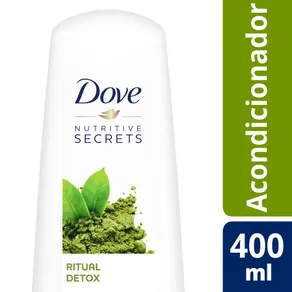 Dove
NUTRITIVE
SECRETS
RITUAL
DETOX
Acondicionador
400
ml